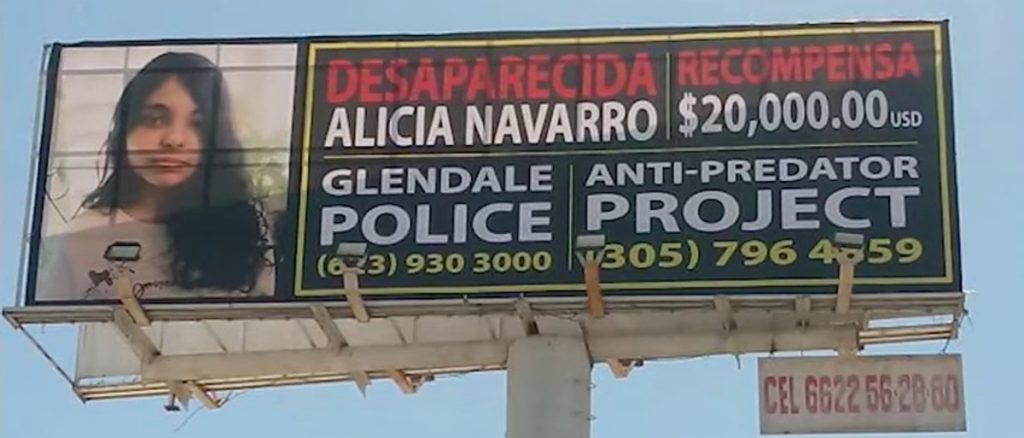 DESAPARECIDA
ALICIA NAVARRO
RECOMPENSA
$20,000.00 USD
GLENDALE
POLICE
930 3000
ANTI-PREDATOR
PROJECT
(305) 796
CEL 6622 56-28-80